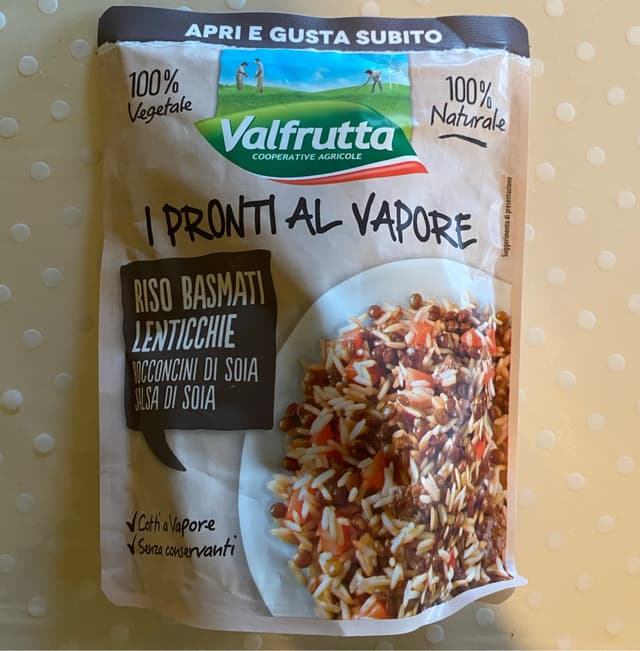 APRI E GUSTA SUBITO
100%
Vegetale
Valfrutta
COOPERATIVE AGRICOLE
100%
Naturale
Suggerimento di presentazione
I PRONTI AL VAPORE
RISO BASMATI
LENTICCHIE
BOCCONCINI DI SOIA
SALSA DI SOIA
✓Cotti a Vapore
✓Senza conservanti